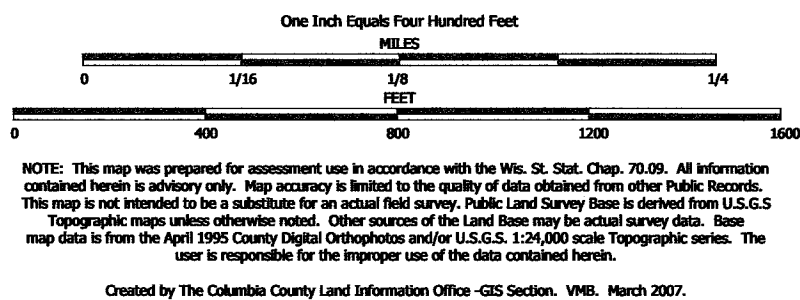 One Inch Equals Four Hundred Feet
MILES
0 1/16 1/8 1/4
FEET
0 400 800 1200 1600
NOTE: This map was prepared for assessment use in accordance with the Wis. St. Stat. Chap. 70.09. All information
contained herein is advisory only. Map accuracy is limited to the quality of data obtained from other Public Records.
This map is not intended to be a substitute for an actual field survey. Public Land Survey Base is derived from U.S.G.S
Topographic maps unless otherwise noted. Other sources of the Land Base may be actual survey data. Base
map data is from the April 1995 County Digital Orthophotos and/or U.S.G.S. 1:24,000 scale Topographic series. The
user is responsible for the improper use of the data contained herein.
Created by The Columbia County Land Information Office -GIS Section. VMB. March 2007.